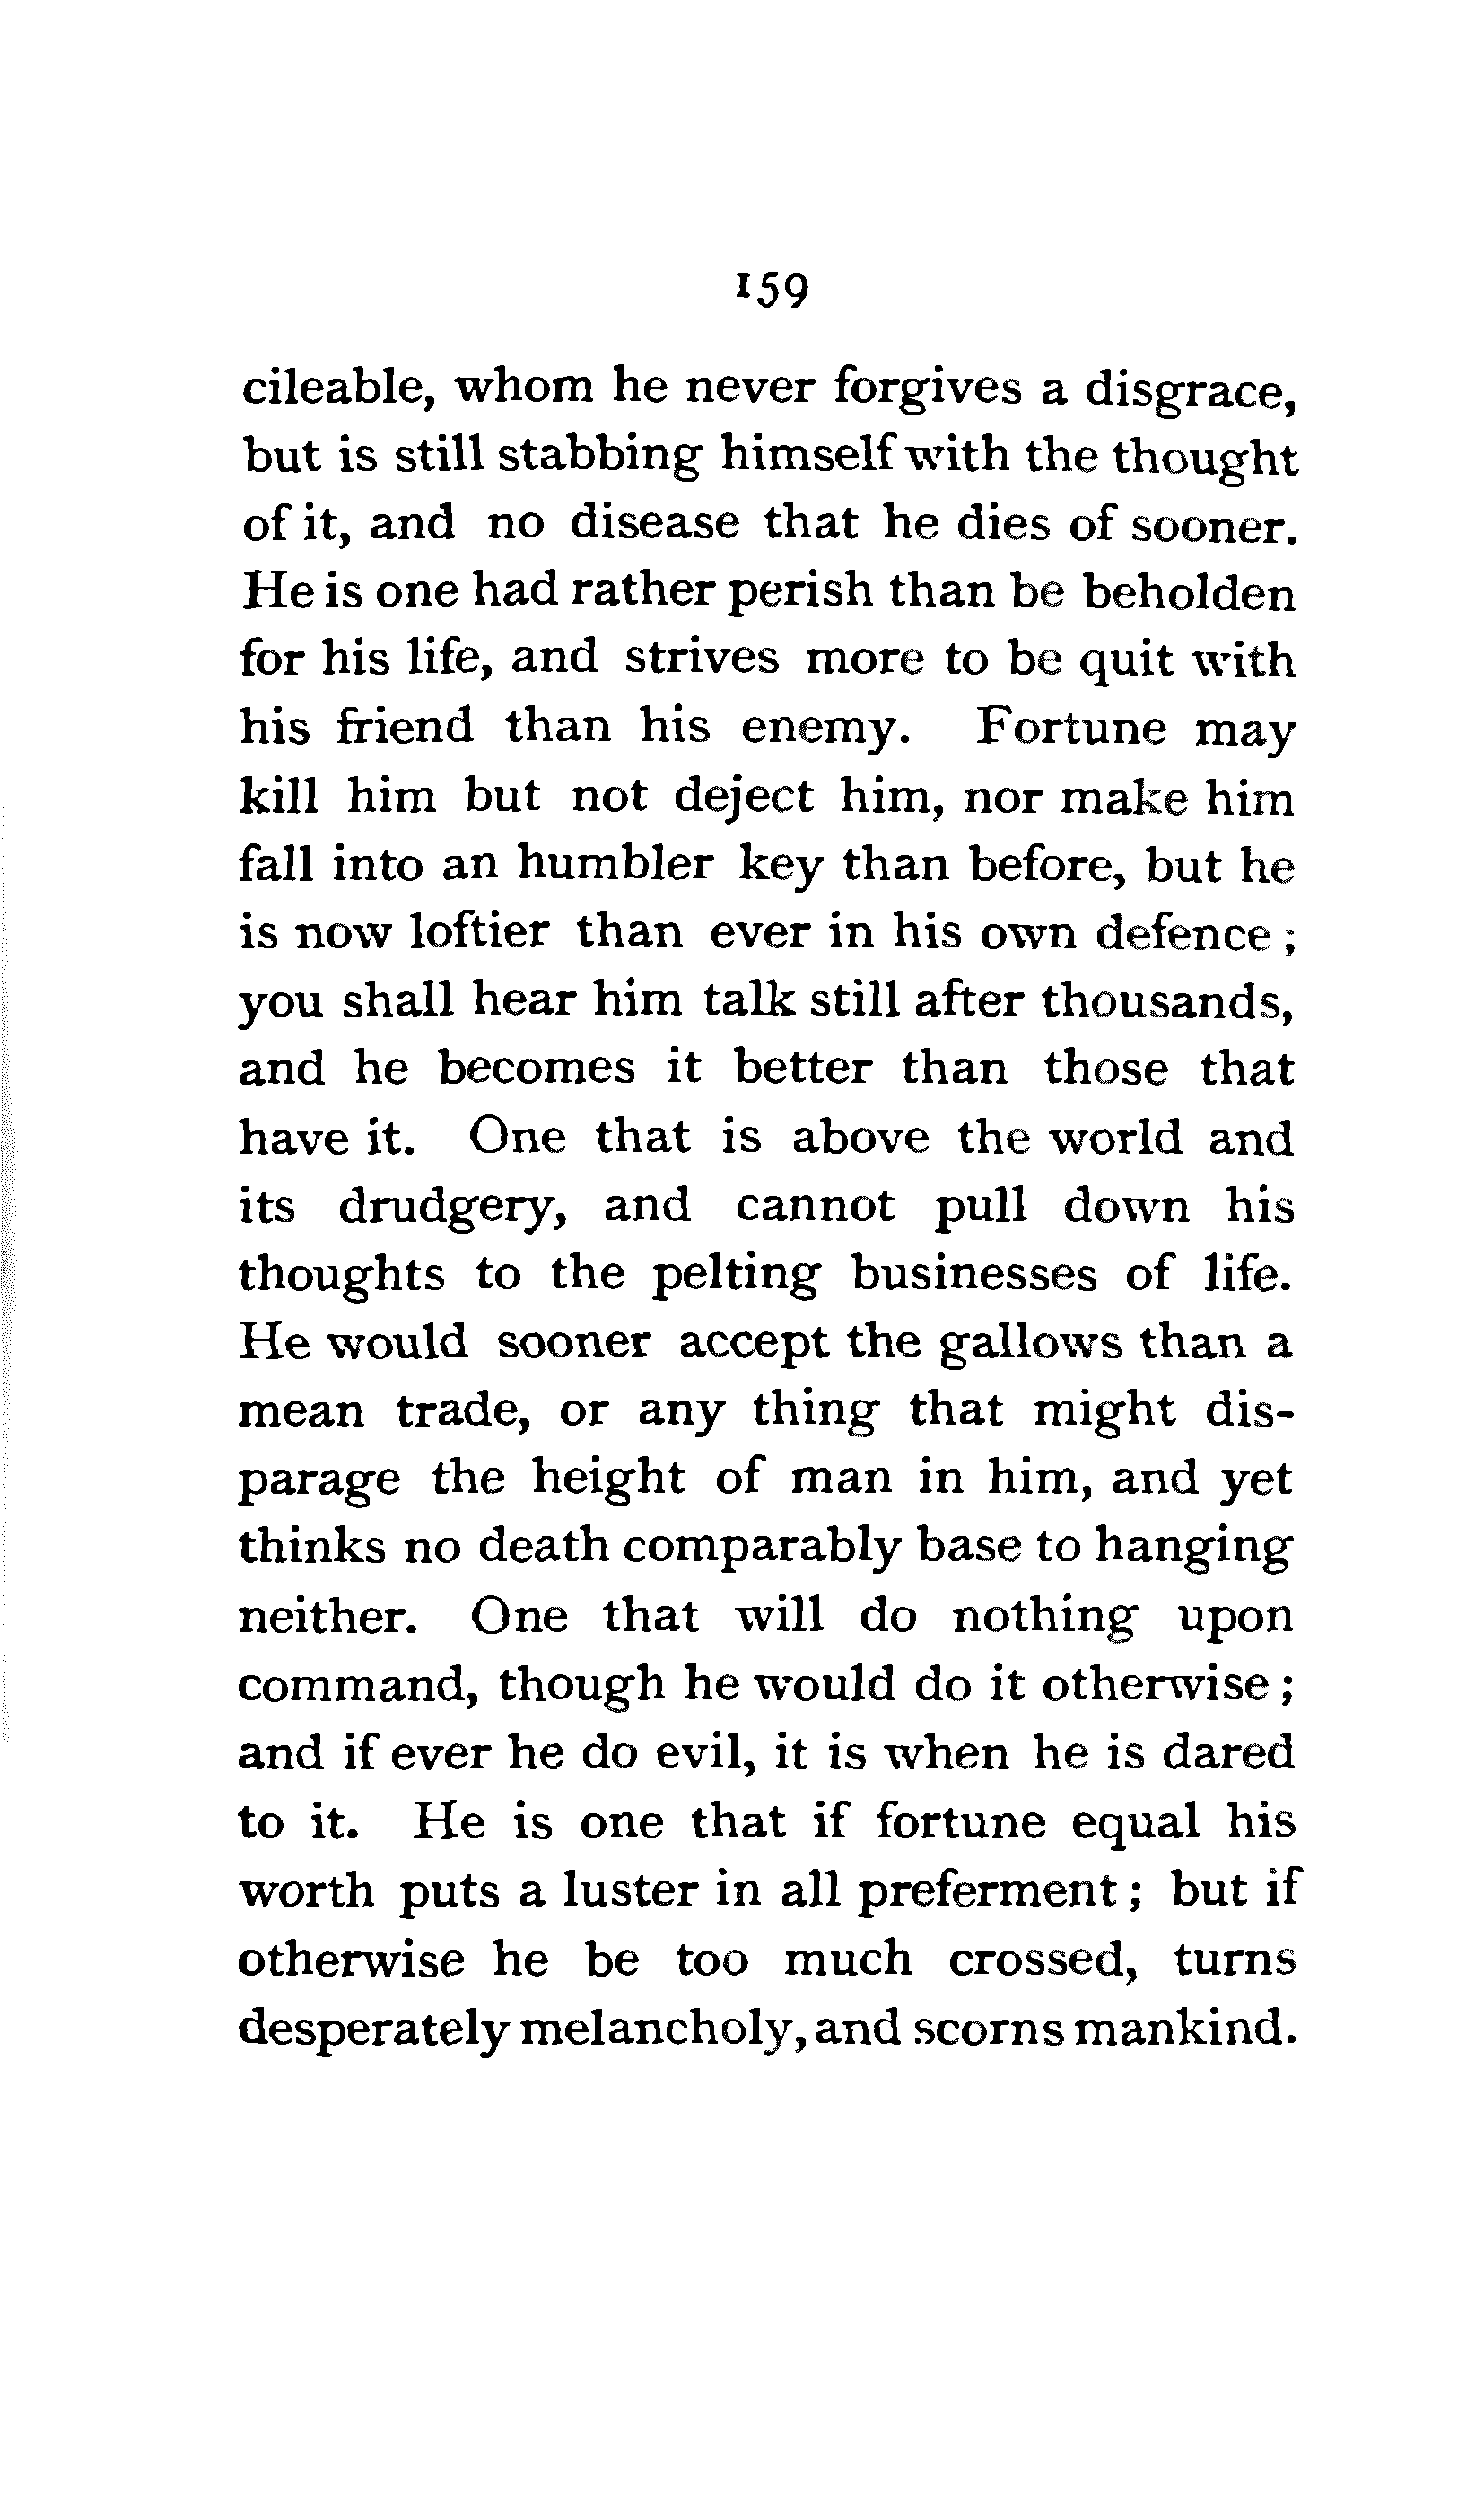 159
cileable, whom he never forgives a disgrace,
but is still stabbing himself with the thought
of it, and no disease that he dies of sooner.
He is one had rather perish than be beholden
for his life, and strives more to be quit with
his friend than his enemy. Fortune may
kill him but not deject him, nor make him
fall into an humbler key than before, but he
is now loftier than ever in his own defence ;
you shall hear him talk still after thousands,
and he becomes it better than those that
have it. One that is above the world and
its drudgery, and cannot pull down his
thoughts to the pelting businesses of life.
He would sooner accept the gallows than a
mean trade, or any thing that might dis-
parage the height of man in him, and yet
thinks no death comparably base to hanging
neither. One that will do nothing upon
command, though he would do it otherwise ;
and if ever he do evil, it is when he is dared
to it. He is one that if fortune equal his
worth puts a luster in all preferment ; but if
otherwise he be too much crossed, turns
desperately melancholy, and scorns mankind.